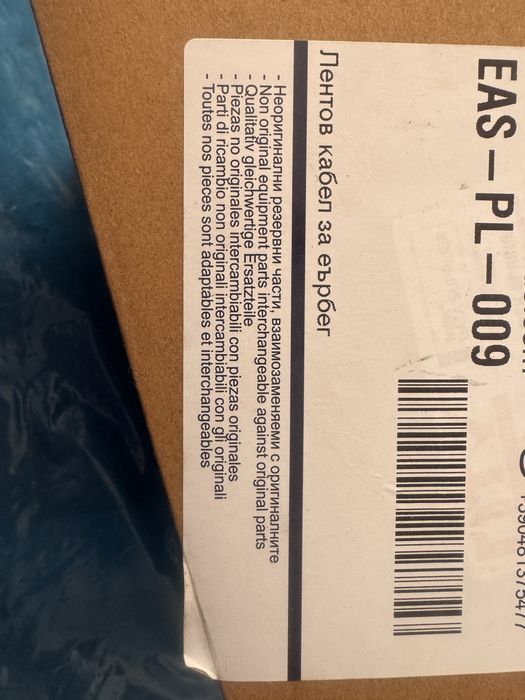 EAS-PL-009
Лентов кабел за еърбег
- Неоригинални резервни части, взаимозаменяеми с оригиналните
- Non original equipment parts interchangeable against original parts
- Qualitativ gleichwertige Ersatzteile
- Piezas no originales intercambiabili con piezas originales
- Parti di ricambio non originali intercambiabili con gli originali
- Toutes nos pieces sont adaptables et interchangeables